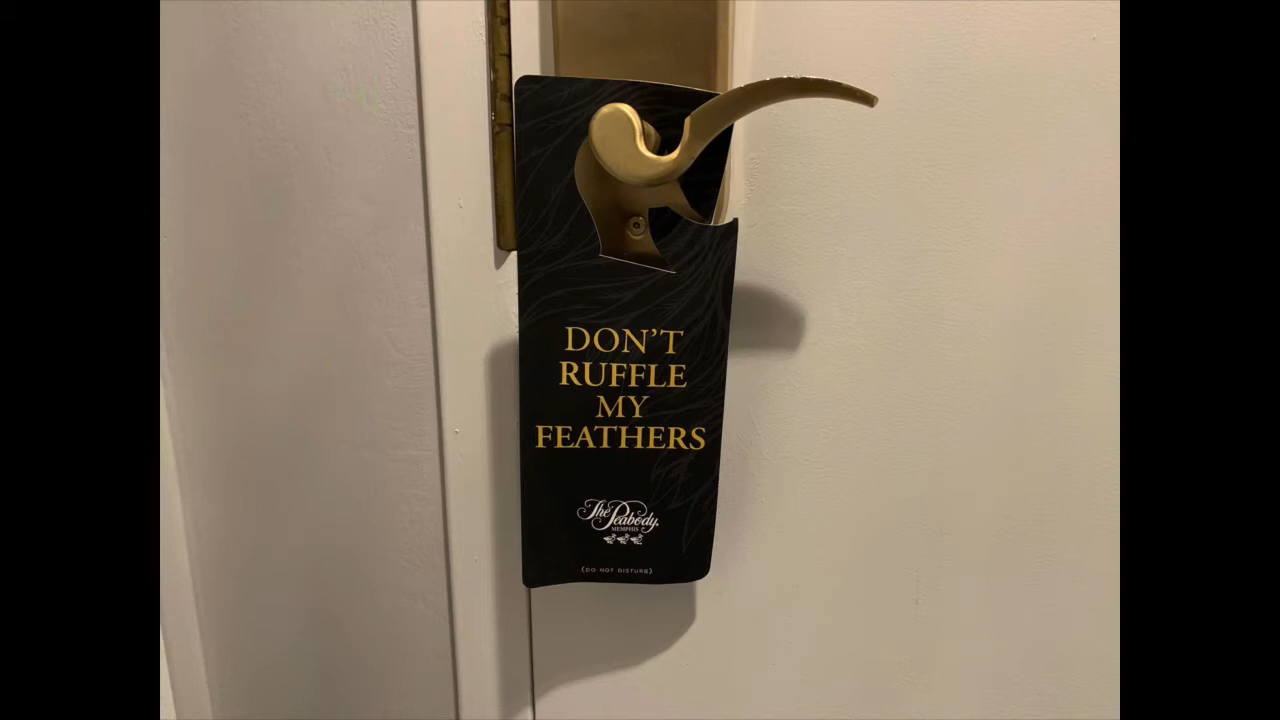 DON'T
RUFFLE
MY
FEATHERS
The Peabody
MEMPHIS
(DO NOT DISTURB)